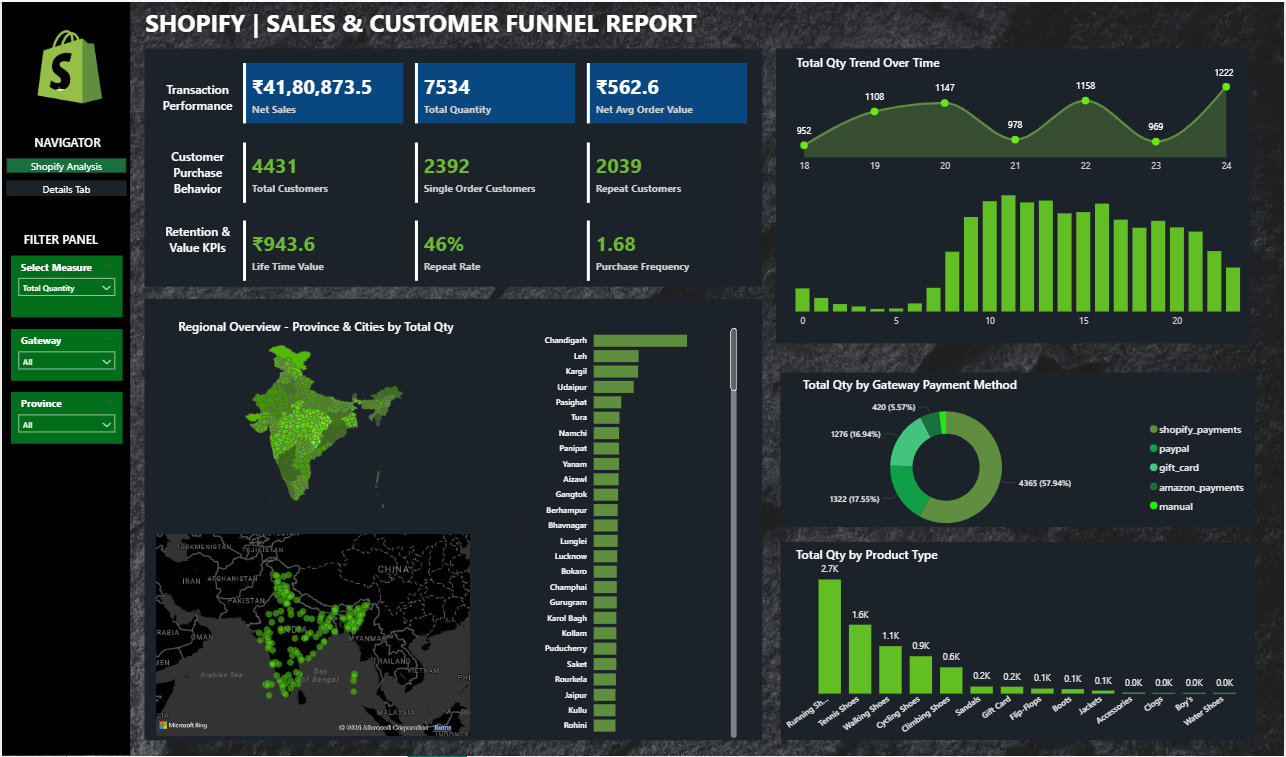 SHOPIFY | SALES & CUSTOMER FUNNEL REPORT
S
NAVIGATOR
Shopify Analysis
Details Tab
FILTER PANEL
Select Measure
Total Quantity
Gateway
All
Province
All
Transaction
Performance
₹41,80,873.5
Net Sales
7534
Total Quantity
₹562.6
Net Avg Order Value
Customer
Purchase
Behavior
4431
Total Customers
2392
Single Order Customers
2039
Repeat Customers
Retention &
Value KPIs
₹943.6
Life Time Value
46%
Repeat Rate
1.68
Purchase Frequency
Regional Overview - Province & Cities by Total Qty
Chandigarh
Leh
Kargil
Udaipur
Pasighat
Tura
Namchi
Panipat
Yanam
Aizawl
Gangtok
Berhampur
Bhavnagar
Lunglei
Lucknow
Bokaro
Champhai
Gurugram
Karol Bagh
Kollam
Puducherry
Saket
Rourkela
Jaipur
Kullu
Rohini
TURKMENISTAN
TAJIKISTAN
CHINA
IRAN
AFGHANISTAN
PAKISTAN
RABIA
OMAN
INDIA
MYANMAR
MEN
Arabian Sea
Bay
of Bengal
THAILAND
VIETNAM
PH
MALAYSIA
LIA
INDONES
Microsoft Bing
© 2025 Microsoft Corporation Terms
Total Qty Trend Over Time
952 1108 1147 978 1158 969 1222
18 19 20 21 22 23 24
0 5 10 15 20
Total Qty by Gateway Payment Method
420 (5.57%)
1276 (16.94%)
1322 (17.55%)
4365 (57.94%)
shopify_payments
paypal
gift_card
amazon_payments
manual
Total Qty by Product Type
2.7K 1.6K 1.1K 0.9K 0.6K 0.2K 0.2K 0.1K 0.1K 0.1K 0.0K 0.0K 0.0K 0.0K
Running Sh...
Tennis Shoes
Walking Shoes
Cycling Shoes
Climbing Shoes
Sandals
Gift Card
Flip-Flops
Boots
Jackets
Accessories
Clogs
Boy's
Water Shoes